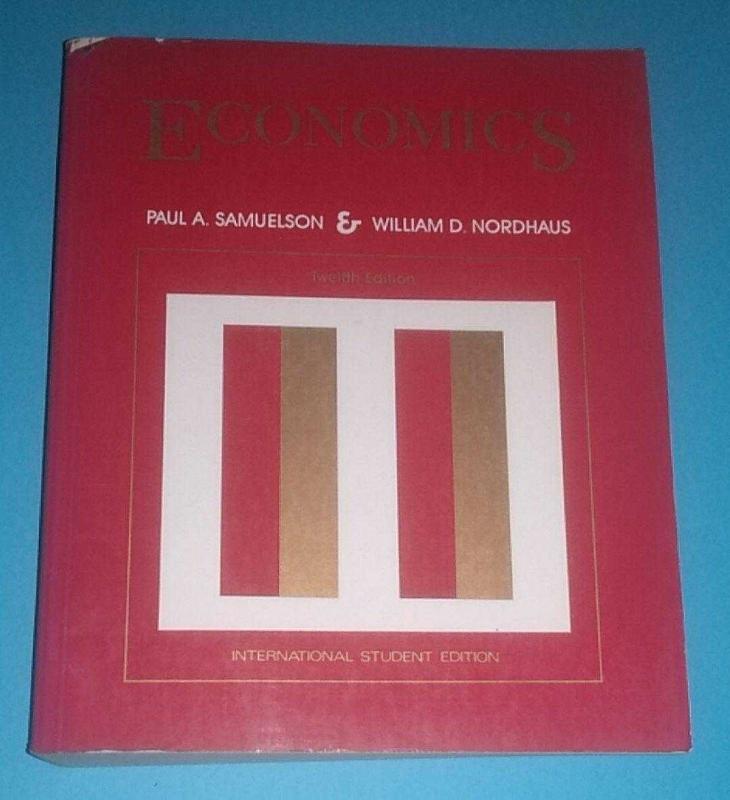 ECONOMICS
PAUL A. SAMUELSON & WILLIAM D. NORDHAUS
Twelfth Edition
INTERNATIONAL STUDENT EDITION